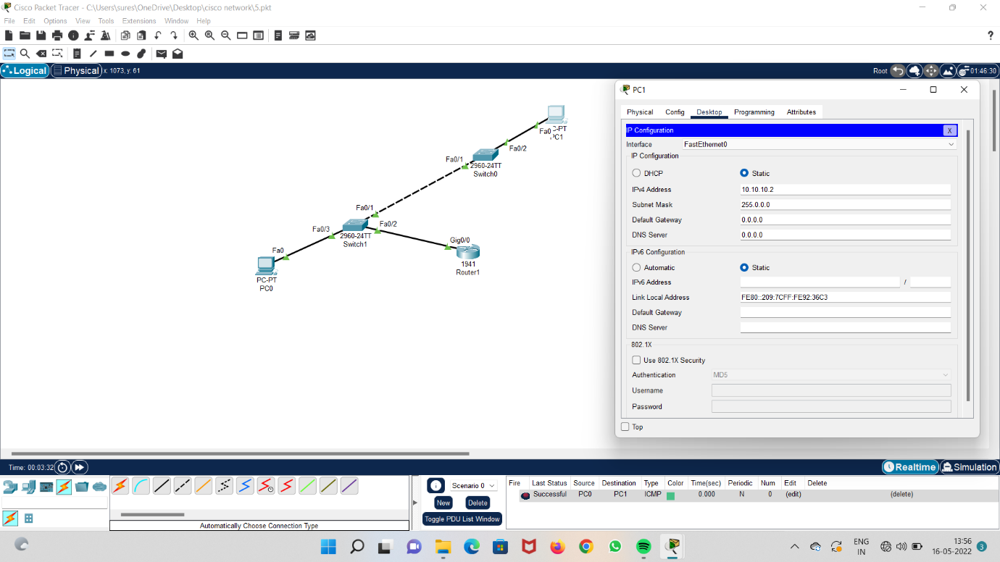 Cisco Packet Tracer - C:\Users\sures\OneDrive\Desktop\cisco network\5.pkt
File Edit Options View Tools Extensions Window Help
?
Logical Physical x: 1073, y: 61 Root 01:46:30
PC1
Physical Config Desktop Programming Attributes
IP Configuration X
Interface FastEthernet0
IP Configuration
DHCP Static
IPv4 Address 10.10.10.2
Subnet Mask 255.0.0.0
Default Gateway 0.0.0.0
DNS Server 0.0.0.0
IPv6 Configuration
Automatic Static
IPv6 Address /
Link Local Address FE80::209:7CFF:FE92:36C3
Default Gateway
DNS Server
802.1X
Use 802.1X Security
Authentication MD5
Username
Password
Top
Fa0 C-PT
PC1
Fa0/2
Fa0/1
2960-24TT
Switch0
Fa0/1
Fa0/3
Fa0/2
2960-24TT
Switch1
Gig0/0
1941
Router1
Fa0
PC-PT
PC0
Time: 00:03:32 Realtime Simulation
Automatically Choose Connection Type
Scenario 0
New Delete
Toggle PDU List Window
Fire Last Status Source Destination Type Color Time(sec) Periodic Num Edit Delete
Successful PC0 PC1 ICMP 0.000 N 0 (edit) (delete)
ENG
IN
13:56
16-05-2022
3